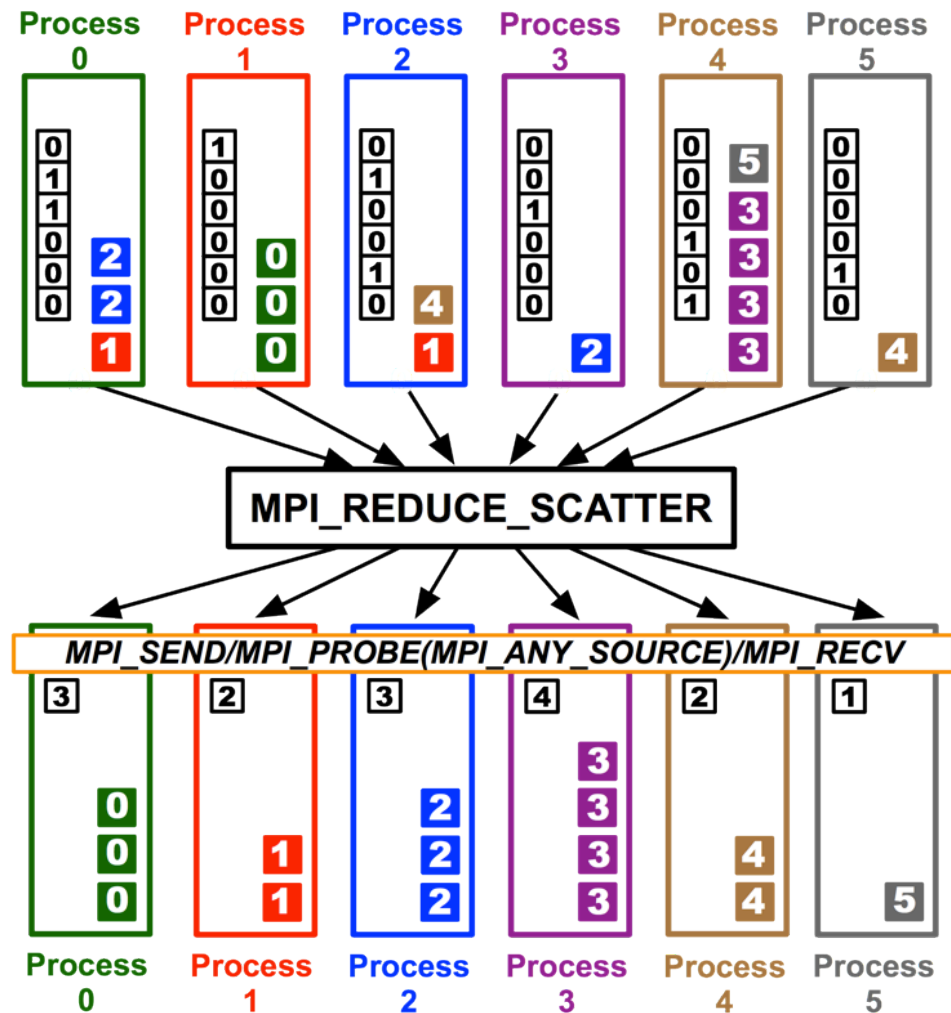 Process Process Process Process Process Process
0 1 2 3 4 5
0 1 0 0 0 0
5
1 0 1 0 0 0
1 0 0 1 0 3 0
0 0 0 0 1 3 0
2 0
0 0 1 0 0 1
0 0 0 0 1 0
2 0 4 3
1 0 1 2 3 4
MPI_REDUCE_SCATTER
MPI_SEND/MPI_PROBE(MPI_ANY_SOURCE)/MPI_RECV
3 2 3 4 2 1
3
0 2 3
0 1 2 3 4
0 1 2 3 4 5
Process Process Process Process Process Process
0 1 2 3 4 5